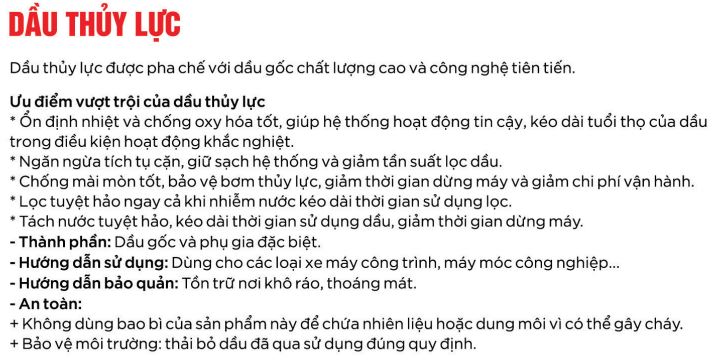 DẦU THỦY LỰC
Dầu thủy lực được pha chế với dầu gốc chất lượng cao và công nghệ tiên tiến.
Ưu điểm vượt trội của dầu thủy lực
* Ổn định nhiệt và chống oxy hóa tốt, giúp hệ thống hoạt động tin cậy, kéo dài tuổi thọ của dầu
trong điều kiện hoạt động khắc nghiệt.
* Ngăn ngừa tích tụ cặn, giữ sạch hệ thống và giảm tần suất lọc dầu.
* Chống mài mòn tốt, bảo vệ bơm thủy lực, giảm thời gian dừng máy và giảm chi phí vận hành.
* Lọc tuyệt hảo ngay cả khi nhiễm nước kéo dài thời gian sử dụng lọc.
* Tách nước tuyệt hảo, kéo dài thời gian sử dụng dầu, giảm thời gian dừng máy.
- Thành phần: Dầu gốc và phụ gia đặc biệt.
- Hướng dẫn sử dụng: Dùng cho các loại xe máy công trình, máy móc công nghiệp...
- Hướng dẫn bảo quản: Tồn trữ nơi khô ráo, thoáng mát.
- An toàn:
+ Không dùng bao bì của sản phẩm này để chứa nhiên liệu hoặc dung môi vì có thể gây cháy.
+ Bảo vệ môi trường: thải bỏ dầu đã qua sử dụng đúng quy định.